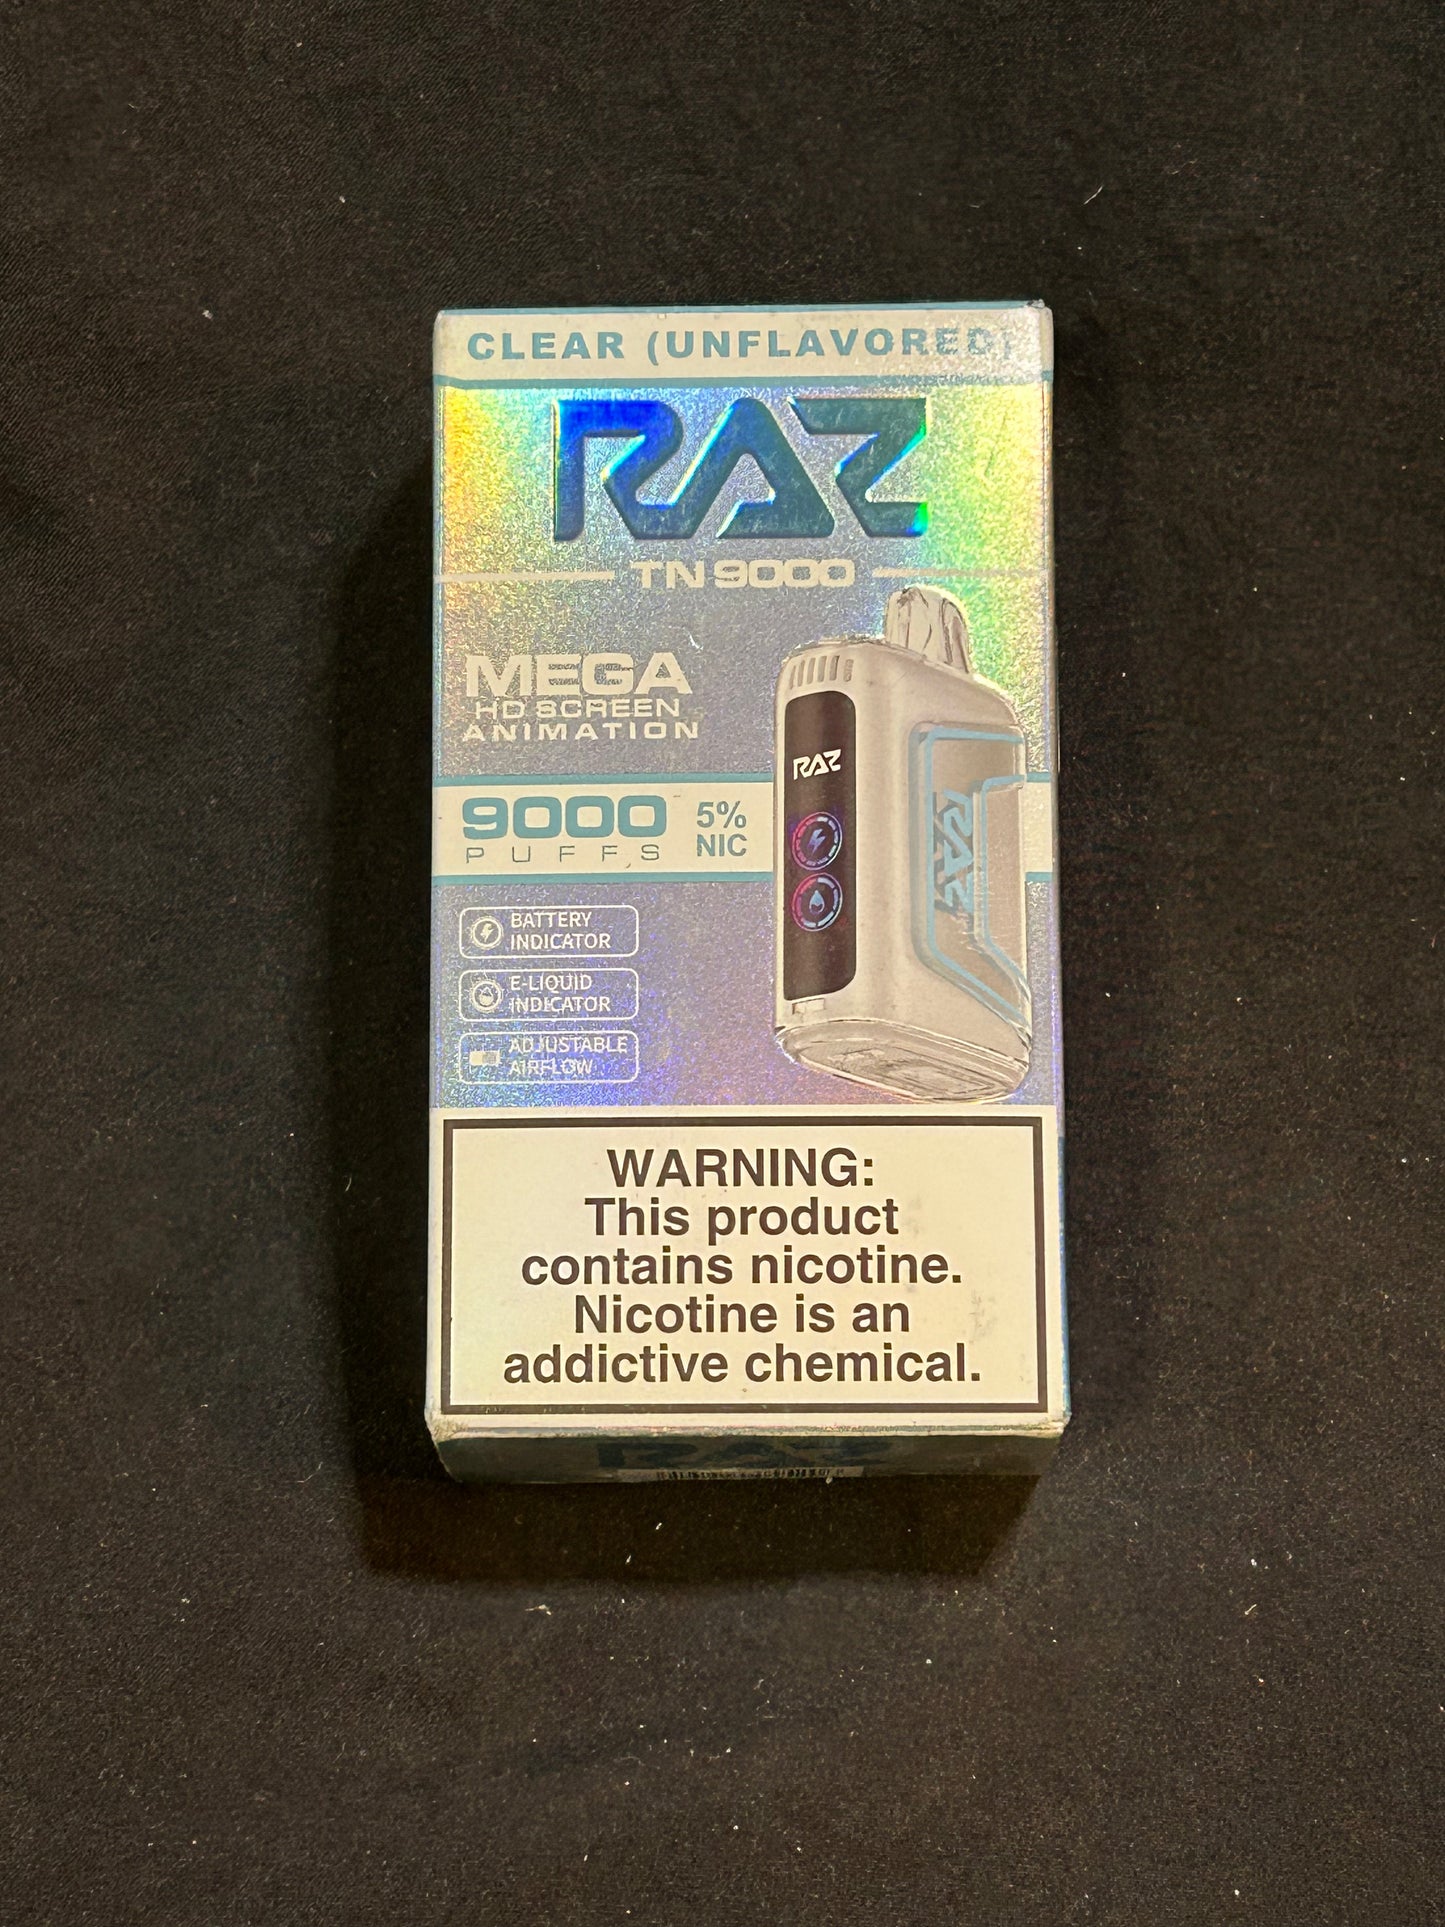 CLEAR (UNFLAVORED)
RAZ
TN 9000
MEGA
HD SCREEN
ANIMATION
RAZ
RAZ
9000
PUFFS
5%
NIC
BATTERY
INDICATOR
E-LIQUID
INDICATOR
ADJUSTABLE
AIRFLOW
WARNING:
This product
contains nicotine.
Nicotine is an
addictive chemical.
RAZ